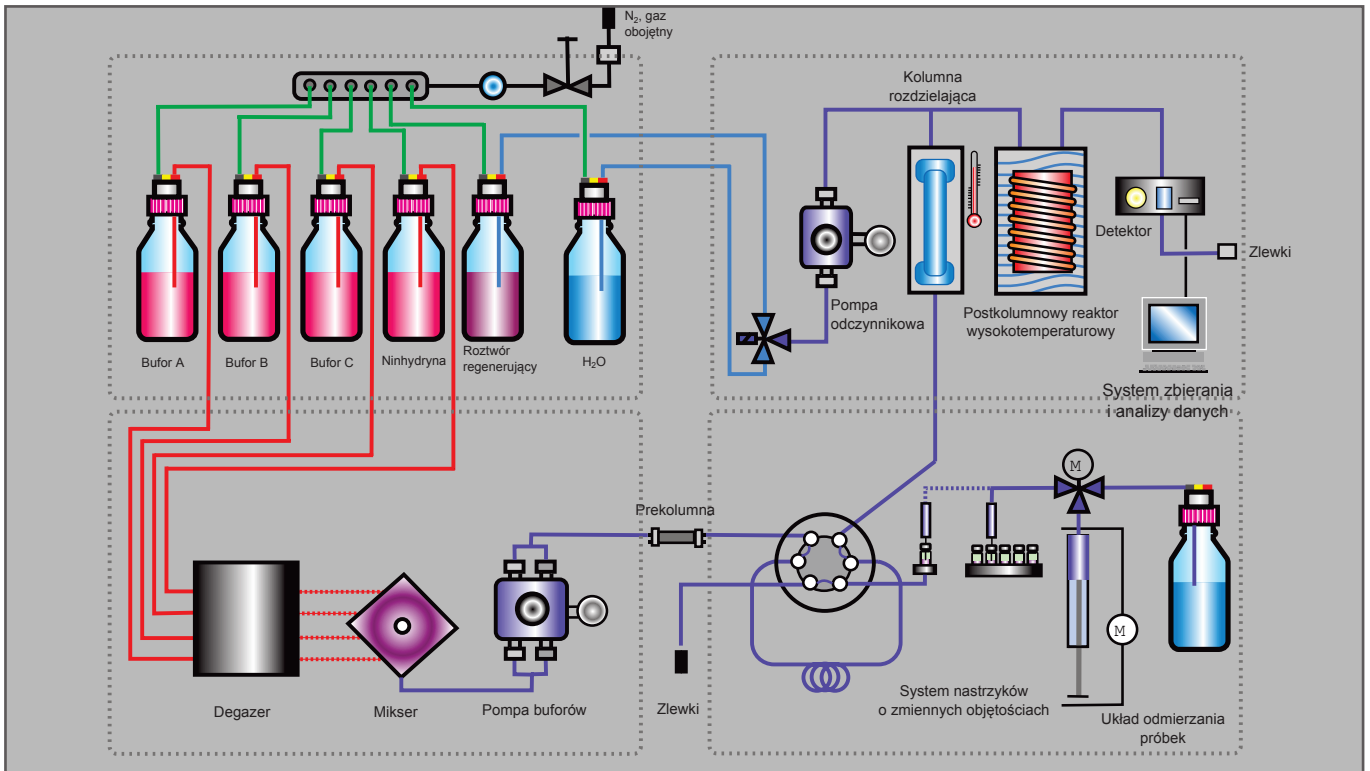 N₂, gaz
obojętny
Bufor A
Bufor B
Bufor C
Ninhydryna
Roztwór
regenerujący
H₂O
Kolumna
rozdzielająca
Pompa
odczynnikowa
Postkolumnowy reaktor
wysokotemperaturowy
Detektor
Zlewki
System zbierania
i analizy danych
Degazer
Mikser
Pompa buforów
Prekolumna
Zlewki
M
M
System nastrzyków
o zmiennych objętościach
Układ odmierzania
próbek